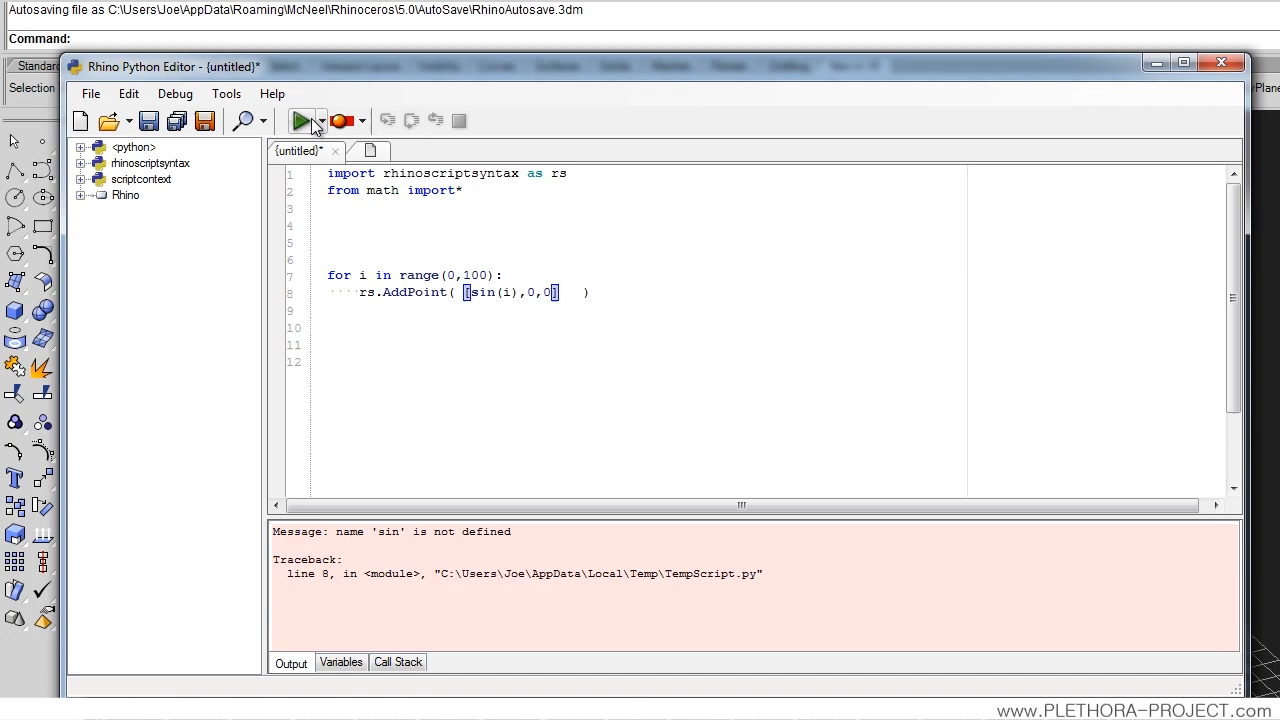 Autosaving file as C:\Users\Joe\AppData\Roaming\McNeel\Rhinoceros\5.0\AutoSave\RhinoAutosave.3dm
Command:
Standard
Rhino Python Editor - {untitled}*
Selection
Plane
File Edit Debug Tools Help
<python>
rhinoscriptsyntax
scriptcontext
Rhino
{untitled}*
1 import rhinoscriptsyntax as rs
2 from math import*
3
4
5
6
7 for i in range(0,100):
8 ····rs.AddPoint( [sin(i),0,0] )
9
10
11
12
Message: name 'sin' is not defined
Traceback:
line 8, in <module>, "C:\Users\Joe\AppData\Local\Temp\TempScript.py"
Output Variables Call Stack
www.PLETHORA-PROJECT.com